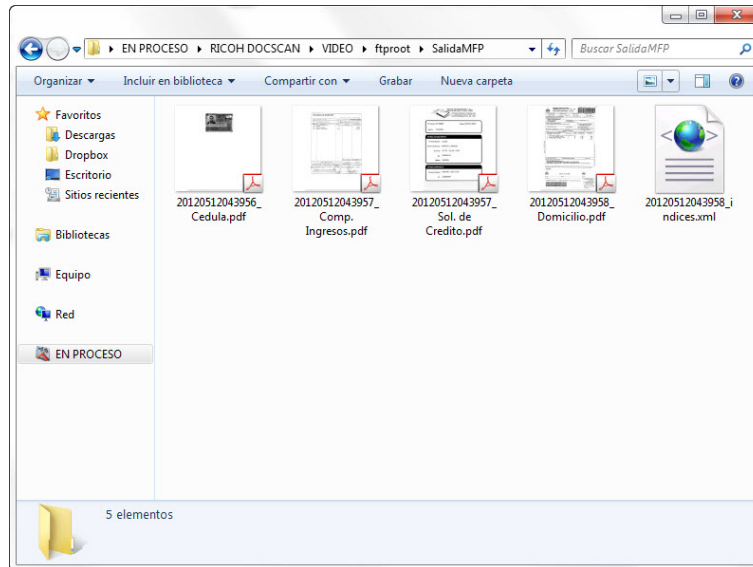 EN PROCESO RICOH DOCSCAN VIDEO ftproot SalidaMFP Buscar SalidaMFP
Organizar Incluir en biblioteca Compartir con Grabar Nueva carpeta
Favoritos
Descargas
Dropbox
Escritorio
Sitios recientes
Bibliotecas
Equipo
Red
EN PROCESO
20120512043956_
Cedula.pdf
20120512043957_
Comp.
Ingresos.pdf
20120512043957_
Sol. de
Credito.pdf
20120512043958_
Domicilio.pdf
20120512043958_i
ndices.xml
5 elementos